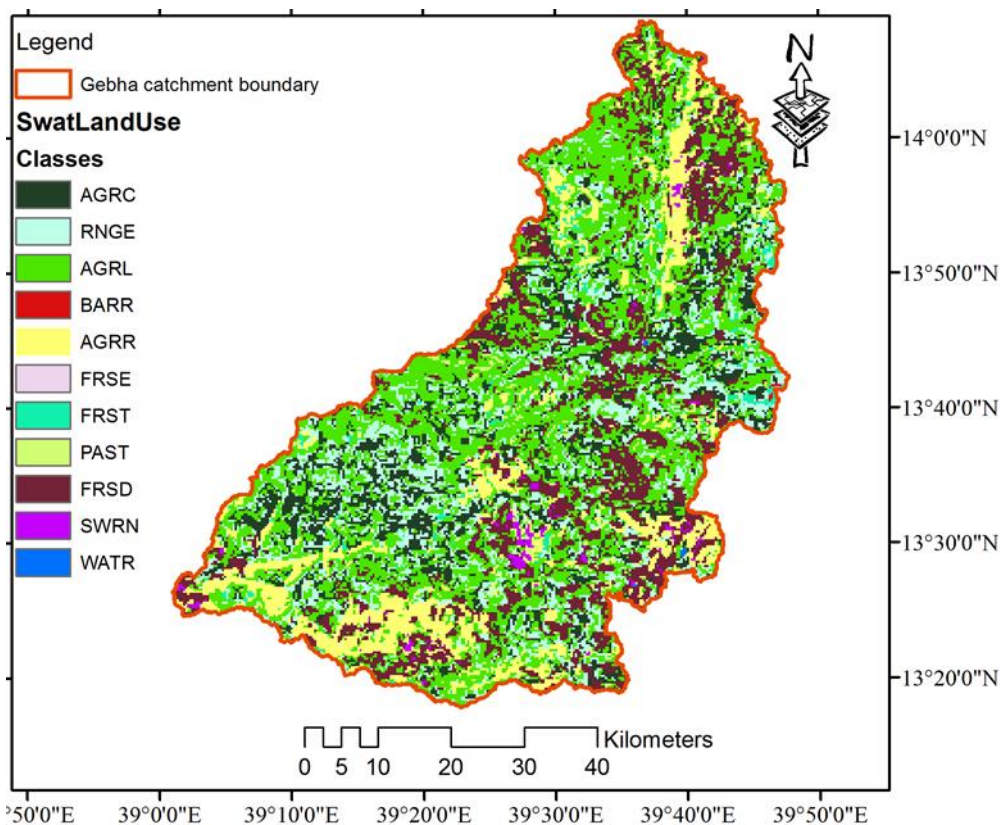 Legend
Gebha catchment boundary
SwatLandUse
Classes
AGRC
RNGE
AGRL
BARR
AGRR
FRSE
FRST
PAST
FRSD
SWRN
WATR
N
14°0'0"N
13°50'0"N
13°40'0"N
13°30'0"N
13°20'0"N
Kilometers
0 5 10 20 30 40
°50'0"E 39°0'0"E 39°10'0"E 39°20'0"E 39°30'0"E 39°40'0"E 39°50'0"E